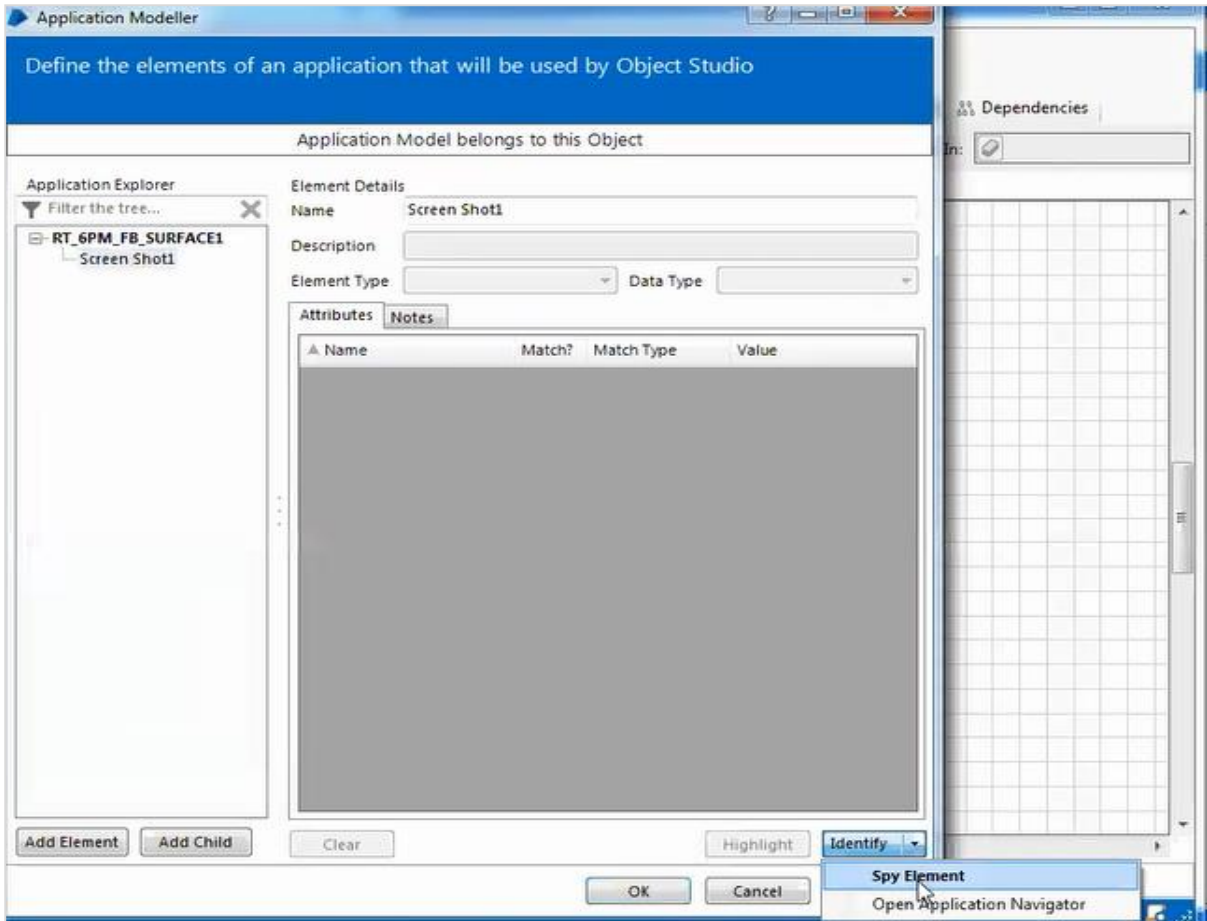 Application Modeller
Define the elements of an application that will be used by Object Studio
Application Model belongs to this Object
Dependencies
In:
Application Explorer
Filter the tree...
RT_6PM_FB_SURFACE1
Screen Shot1
Element Details
Name Screen Shot1
Description
Element Type Data Type
Attributes Notes
Name Match? Match Type Value
Add Element Add Child Clear Highlight Identify
OK Cancel
Spy Element
Open Application Navigator